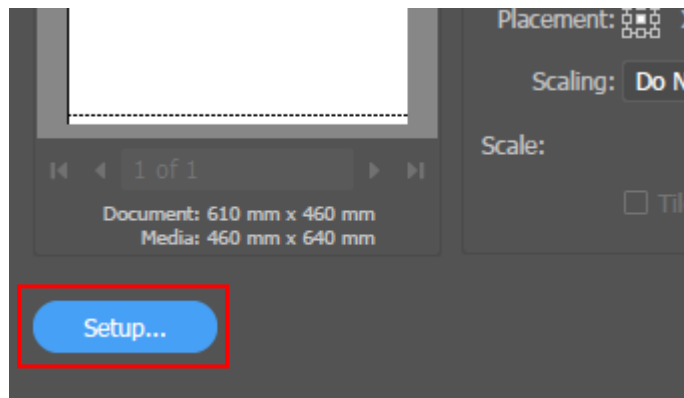 Placement:
Scaling: Do N
Scale:
1 of 1
Til
Document: 610 mm x 460 mm
Media: 460 mm x 640 mm
Setup...